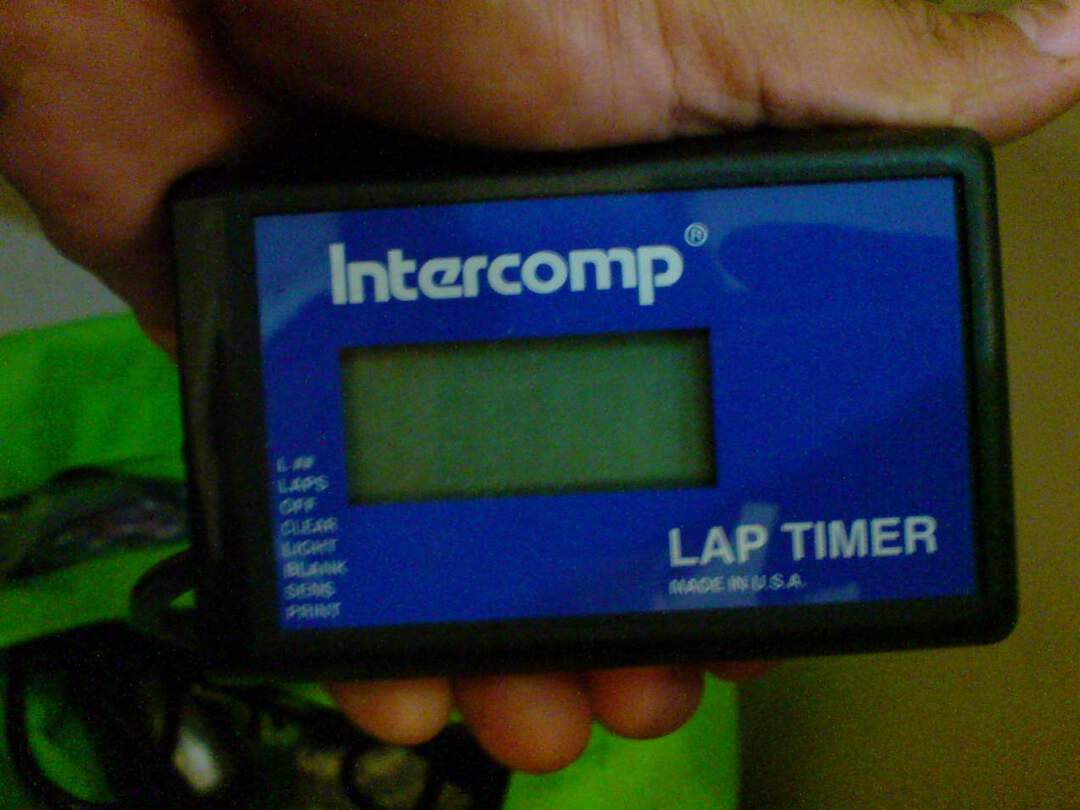 Intercomp®
LAPS
OFF
CLEAR
LIGHT
BLANK
SENS
PRINT
LAP TIMER
MADE IN U.S.A.